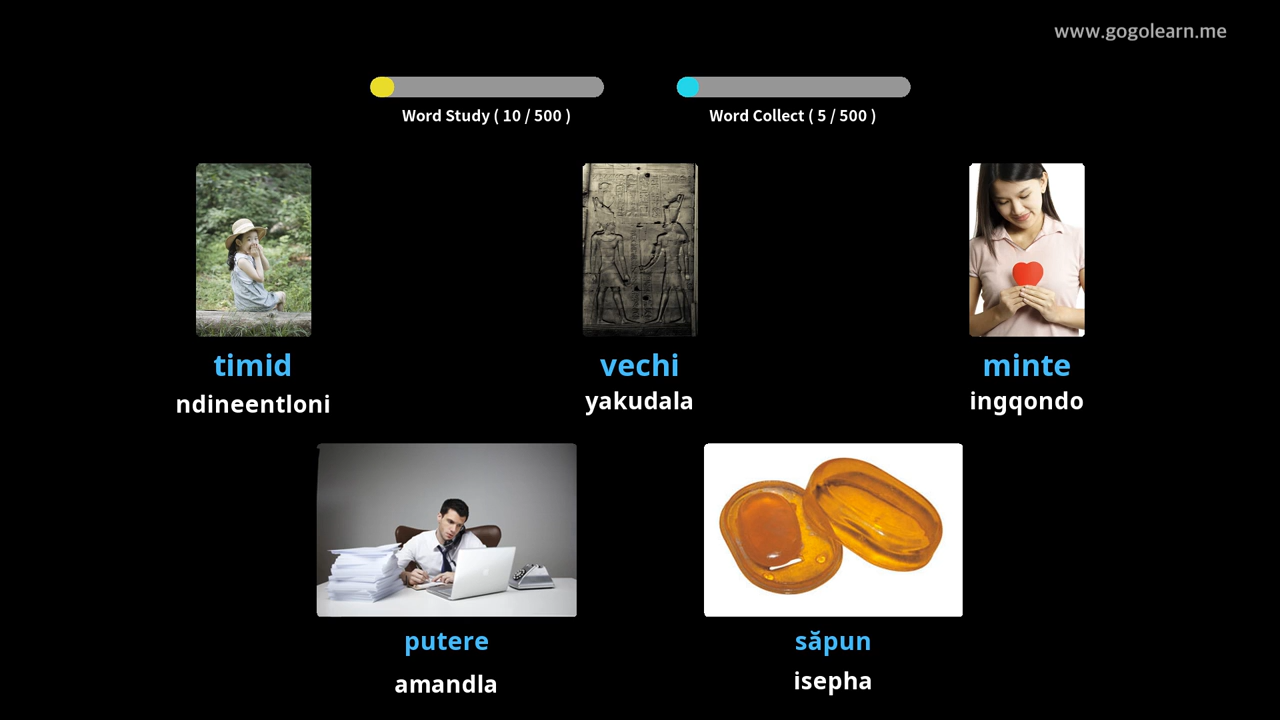 www.gogolearn.me
Word Study ( 10 / 500 )
Word Collect ( 5 / 500 )
timid
ndineentloni
vechi
yakudala
minte
ingqondo
putere
amandla
săpun
isepha